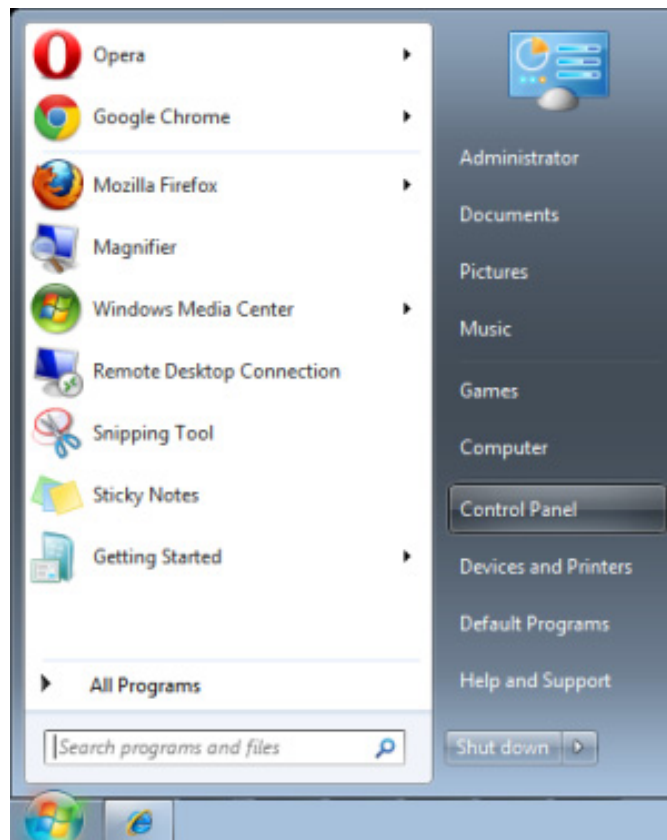 Opera
Google Chrome
Mozilla Firefox
Magnifier
Windows Media Center
Remote Desktop Connection
Snipping Tool
Sticky Notes
Getting Started
All Programs
Search programs and files
Administrator
Documents
Pictures
Music
Games
Computer
Control Panel
Devices and Printers
Default Programs
Help and Support
Shut down